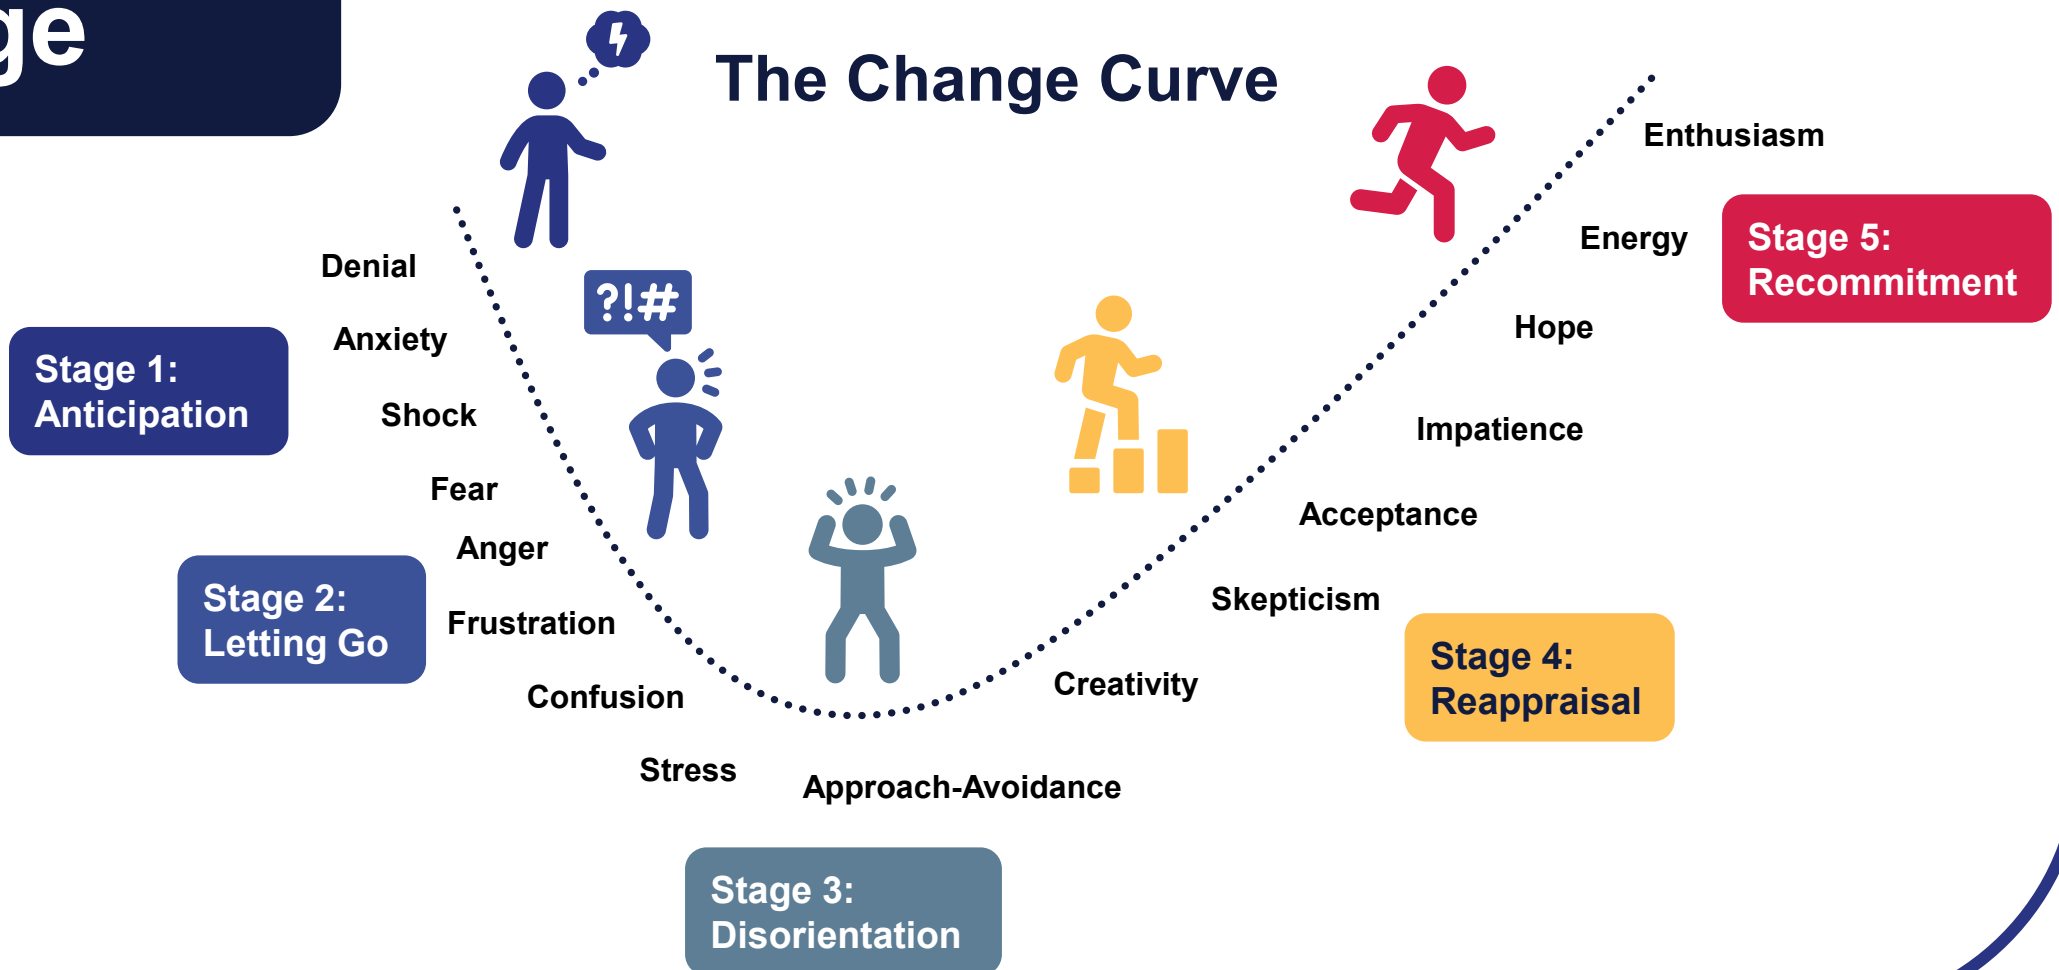 ge
The Change Curve
Denial
Anxiety
Stage 1:
Anticipation
Shock
Fear
Anger
Stage 2:
Letting Go
Frustration
Confusion
Stress
?!#
Approach-Avoidance
Stage 3:
Disorientation
Creativity
Skepticism
Stage 4:
Reappraisal
Acceptance
Impatience
Hope
Energy
Enthusiasm
Stage 5:
Recommitment